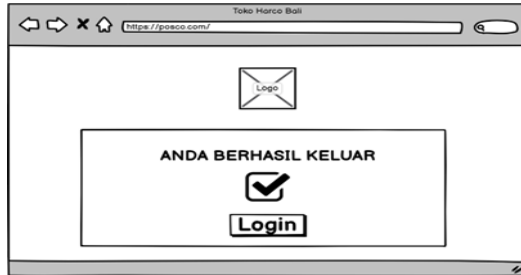 Toko Harco Bali
https://posco.com/
Logo
ANDA BERHASIL KELUAR
Login